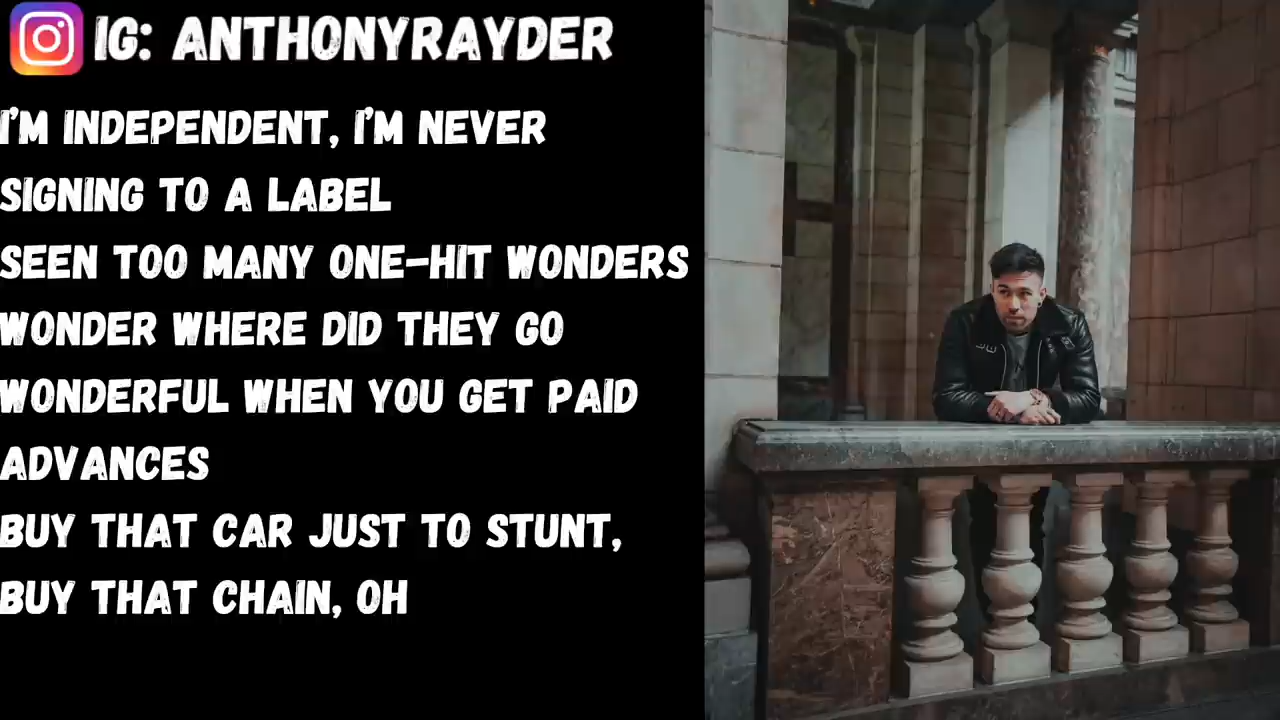 IG: ANTHONYRAYDER
I'M INDEPENDENT, I'M NEVER
SIGNING TO A LABEL
SEEN TOO MANY ONE-HIT WONDERS
WONDER WHERE DID THEY GO
WONDERFUL WHEN YOU GET PAID
ADVANCES
BUY THAT CAR JUST TO STUNT,
BUY THAT CHAIN, OH